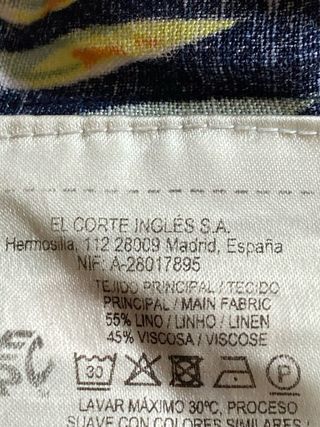 EL CORTE INGLÉS S.A.
Hermosilla, 112 28009 Madrid, España
NIF: A-28017895
TEJIDO PRINCIPAL / TECIDO
PRINCIPAL / MAIN FABRIC
55% LINO / LINHO / LINEN
45% VISCOSA / VISCOSE
30 P
LAVAR MÁXIMO 30ºC, PROCESO
SUAVE CON COLORES SIMILARES /